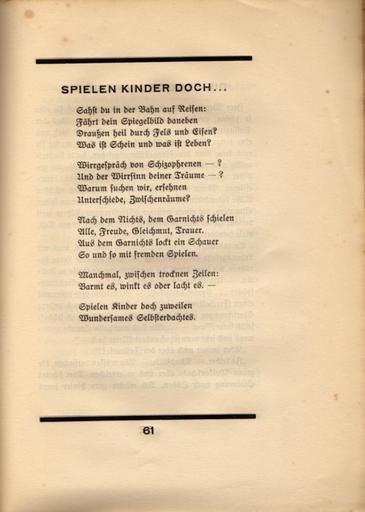 SPIELEN KINDER DOCH...
Sahst du in der Bahn auf Reisen:
Fährt dein Spiegelbild daneben
Draußen heil durch Fels und Eisen?
Was ist Schein und was ist Leben?
Wirrgespräch von Schizophrenen — ?
Und der Wirrsinn deiner Träume — ?
Warum suchen wir, ersehnen
Unterschiede, Zwischenräume?
Nach dem Nichts, dem Garnichts schielen
Alle, Freude, Gleichmut, Trauer.
Aus dem Garnichts lockt ein Schauer
So und so mit fremden Spielen.
Manchmal, zwischen trocknen Zeilen:
Barmt es, winkt es oder lacht es. —
Spielen Kinder doch zuweilen
Wundersames Selbsterdachtes.
61